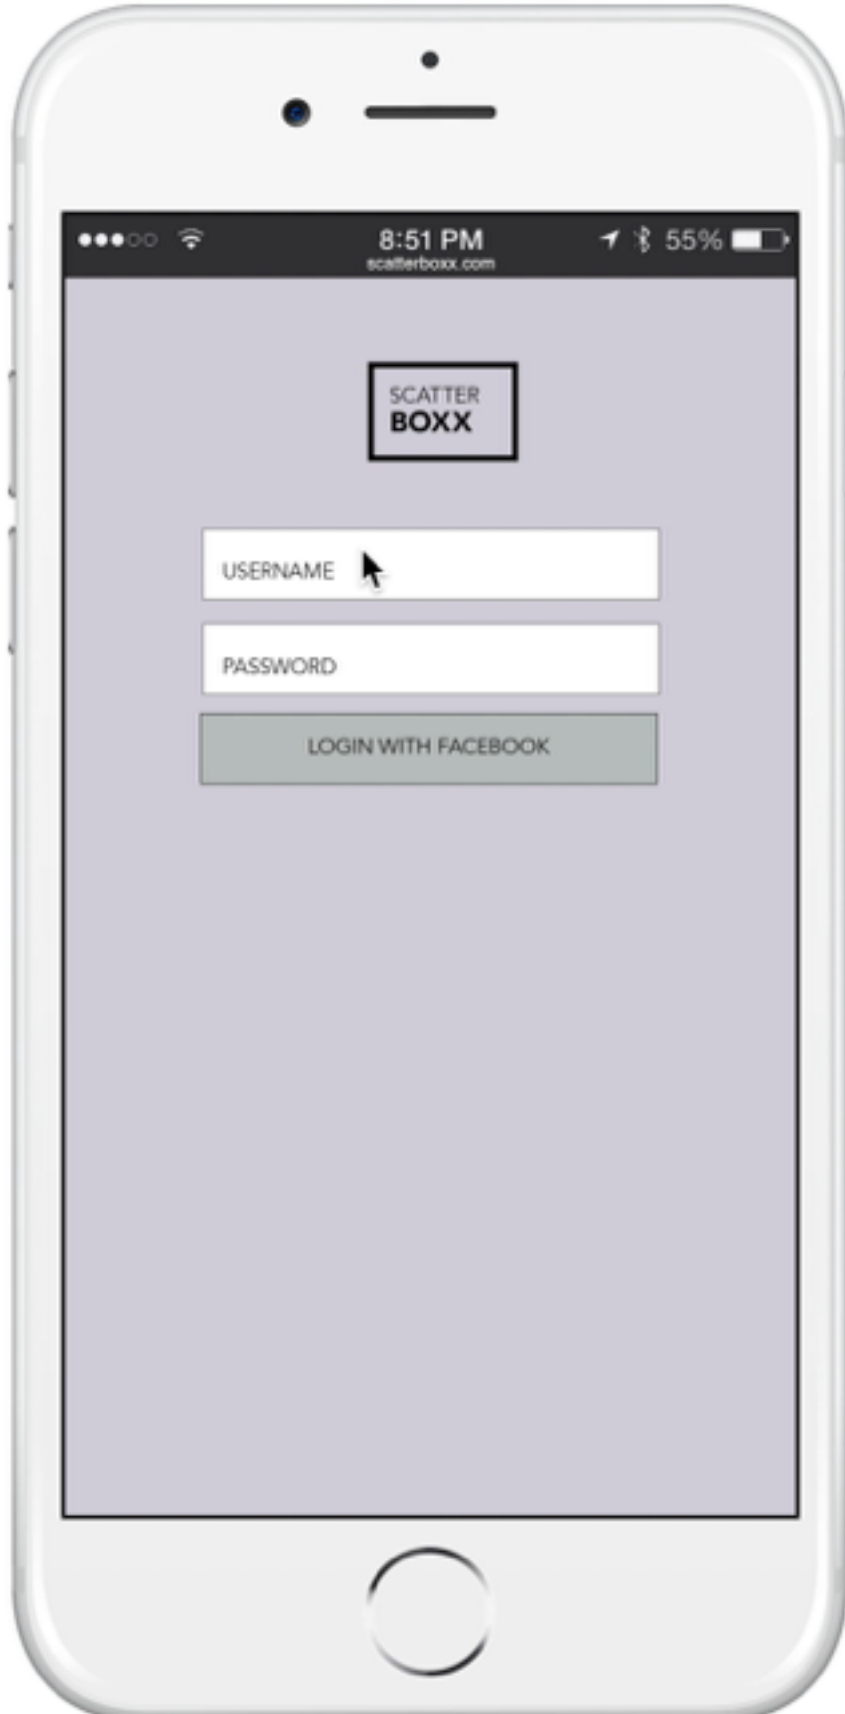 8:51 PM 55%
scatterboxx.com
SCATTER
BOXX
USERNAME
PASSWORD
LOGIN WITH FACEBOOK